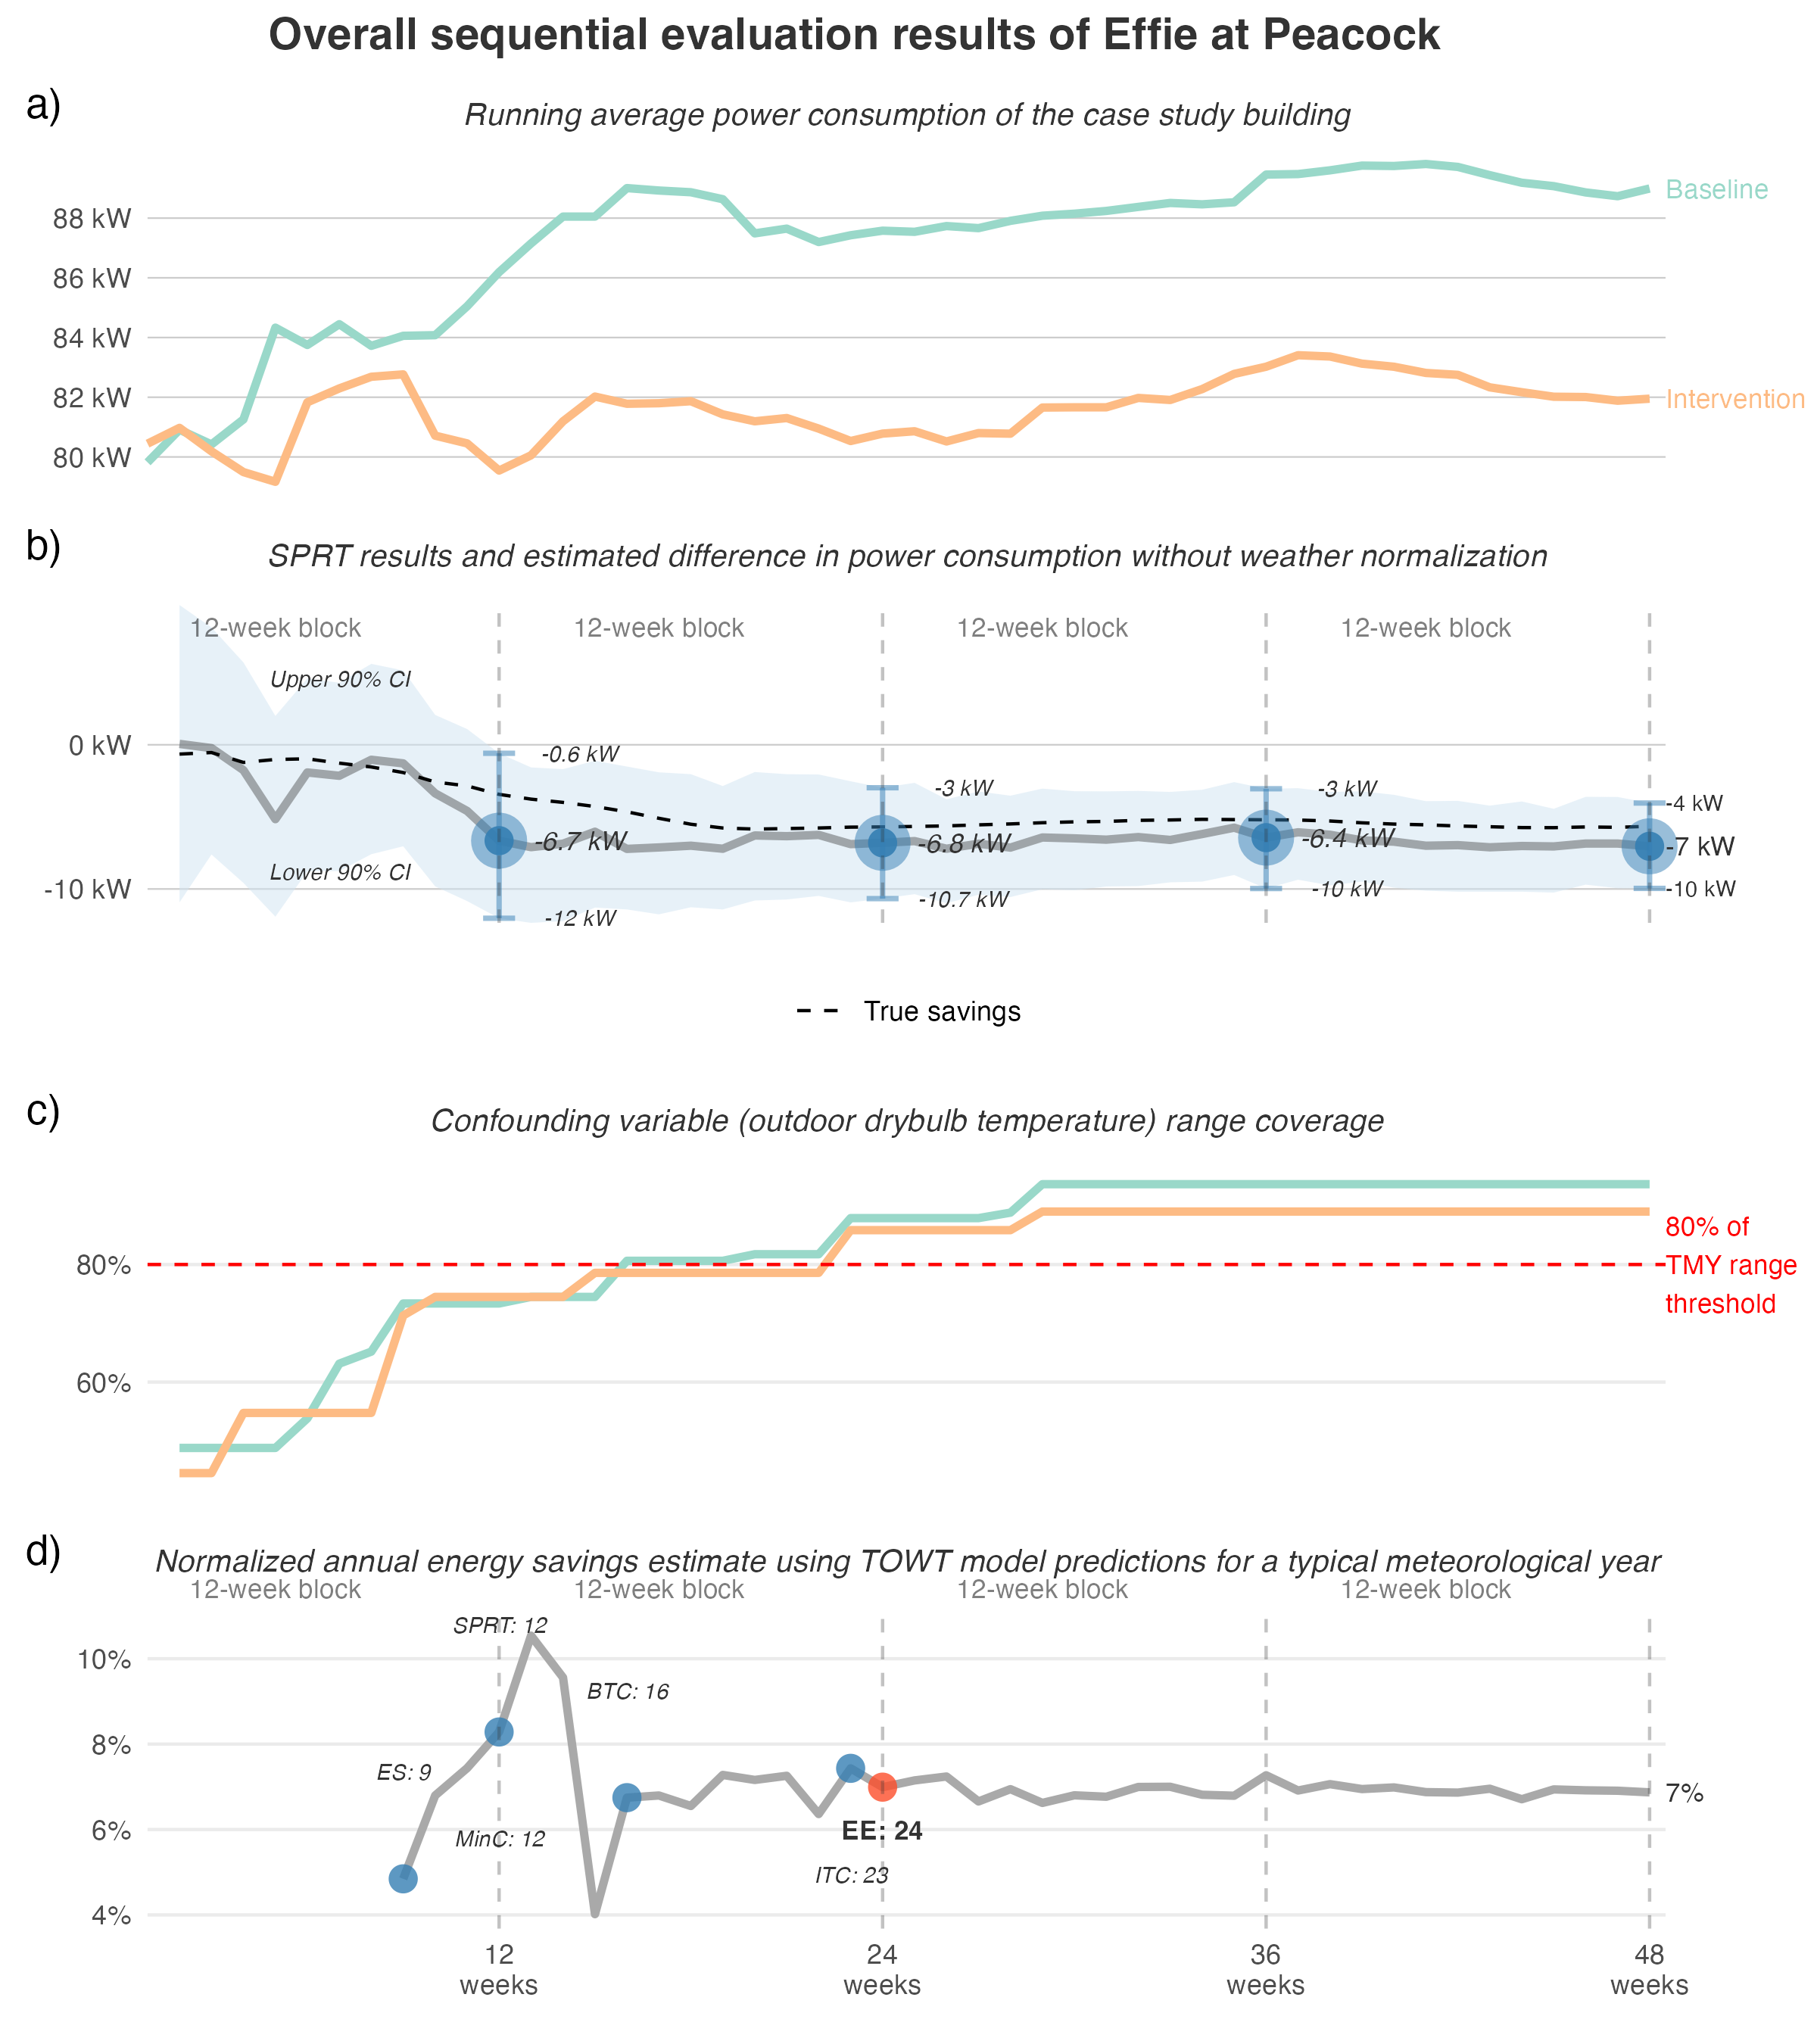 Overall sequential evaluation results of Effie at Peacock
a)
Running average power consumption of the case study building
Baseline
88 kW
86 kW
84 kW
82 kW
Intervention
80 kW
b)
SPRT results and estimated difference in power consumption without weather normalization
12-week block
12-week block
12-week block
12-week block
Upper 90% CI
0 kW
-0.6 kW
-3 kW
-3 kW
-4 kW
-6.7 kW
-6.8 kW
-6.4 kW
-7 kW
Lower 90% CI
-10 kW
-12 kW
-10.7 kW
-10 kW
-10 kW
True savings
c)
Confounding variable (outdoor drybulb temperature) range coverage
80%
60%
80% of
TMY range
threshold
d)
Normalized annual energy savings estimate using TOWT model predictions for a typical meteorological year
12-week block
12-week block
12-week block
12-week block
SPRT: 12
10%
BTC: 16
8%
ES: 9
7%
6%
MinC: 12
EE: 24
ITC: 23
4%
12
weeks
24
weeks
36
weeks
48
weeks